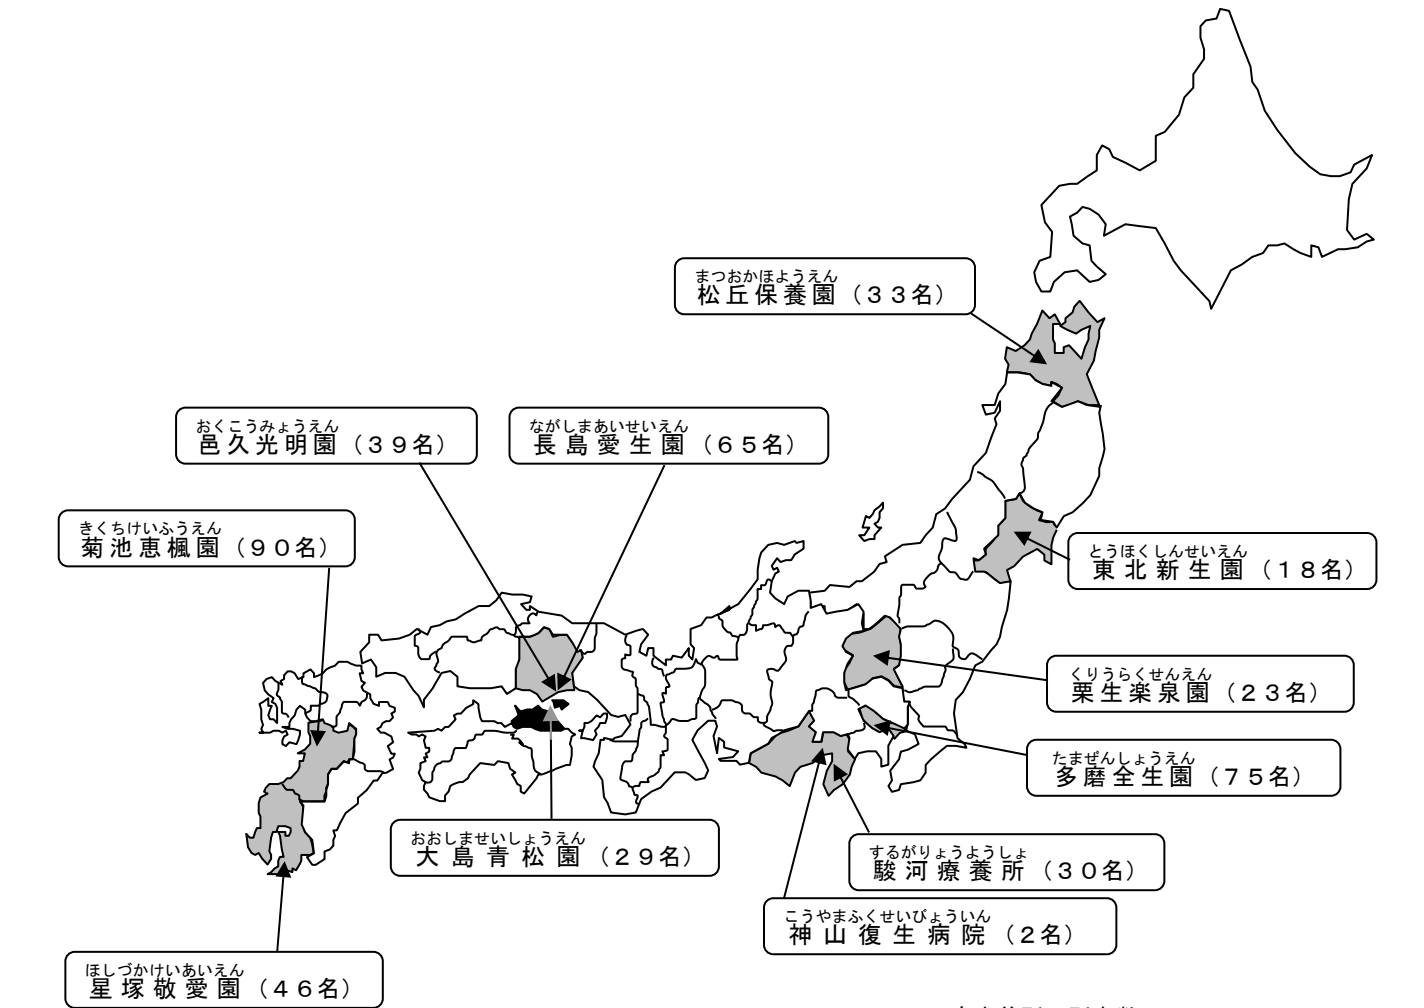 まつおかほようえん
松丘保養園（３３名）
おくこうみょうえん
邑久光明園（３９名）
ながしまあいせいえん
長島愛生園（６５名）
きくちけいふうえん
菊池恵楓園（９０名）
とうほくしんせいえん
東北新生園（１８名）
くりうらくせんえん
栗生楽泉園（２３名）
たまぜんしょうえん
多磨全生園（７５名）
おおしませいしょうえん
大島青松園（２９名）
するがりょうようしょ
駿河療養所（３０名）
こうやまふくせいびょういん
神山復生病院（２名）
ほしづかけいあいえん
星塚敬愛園（４６名）